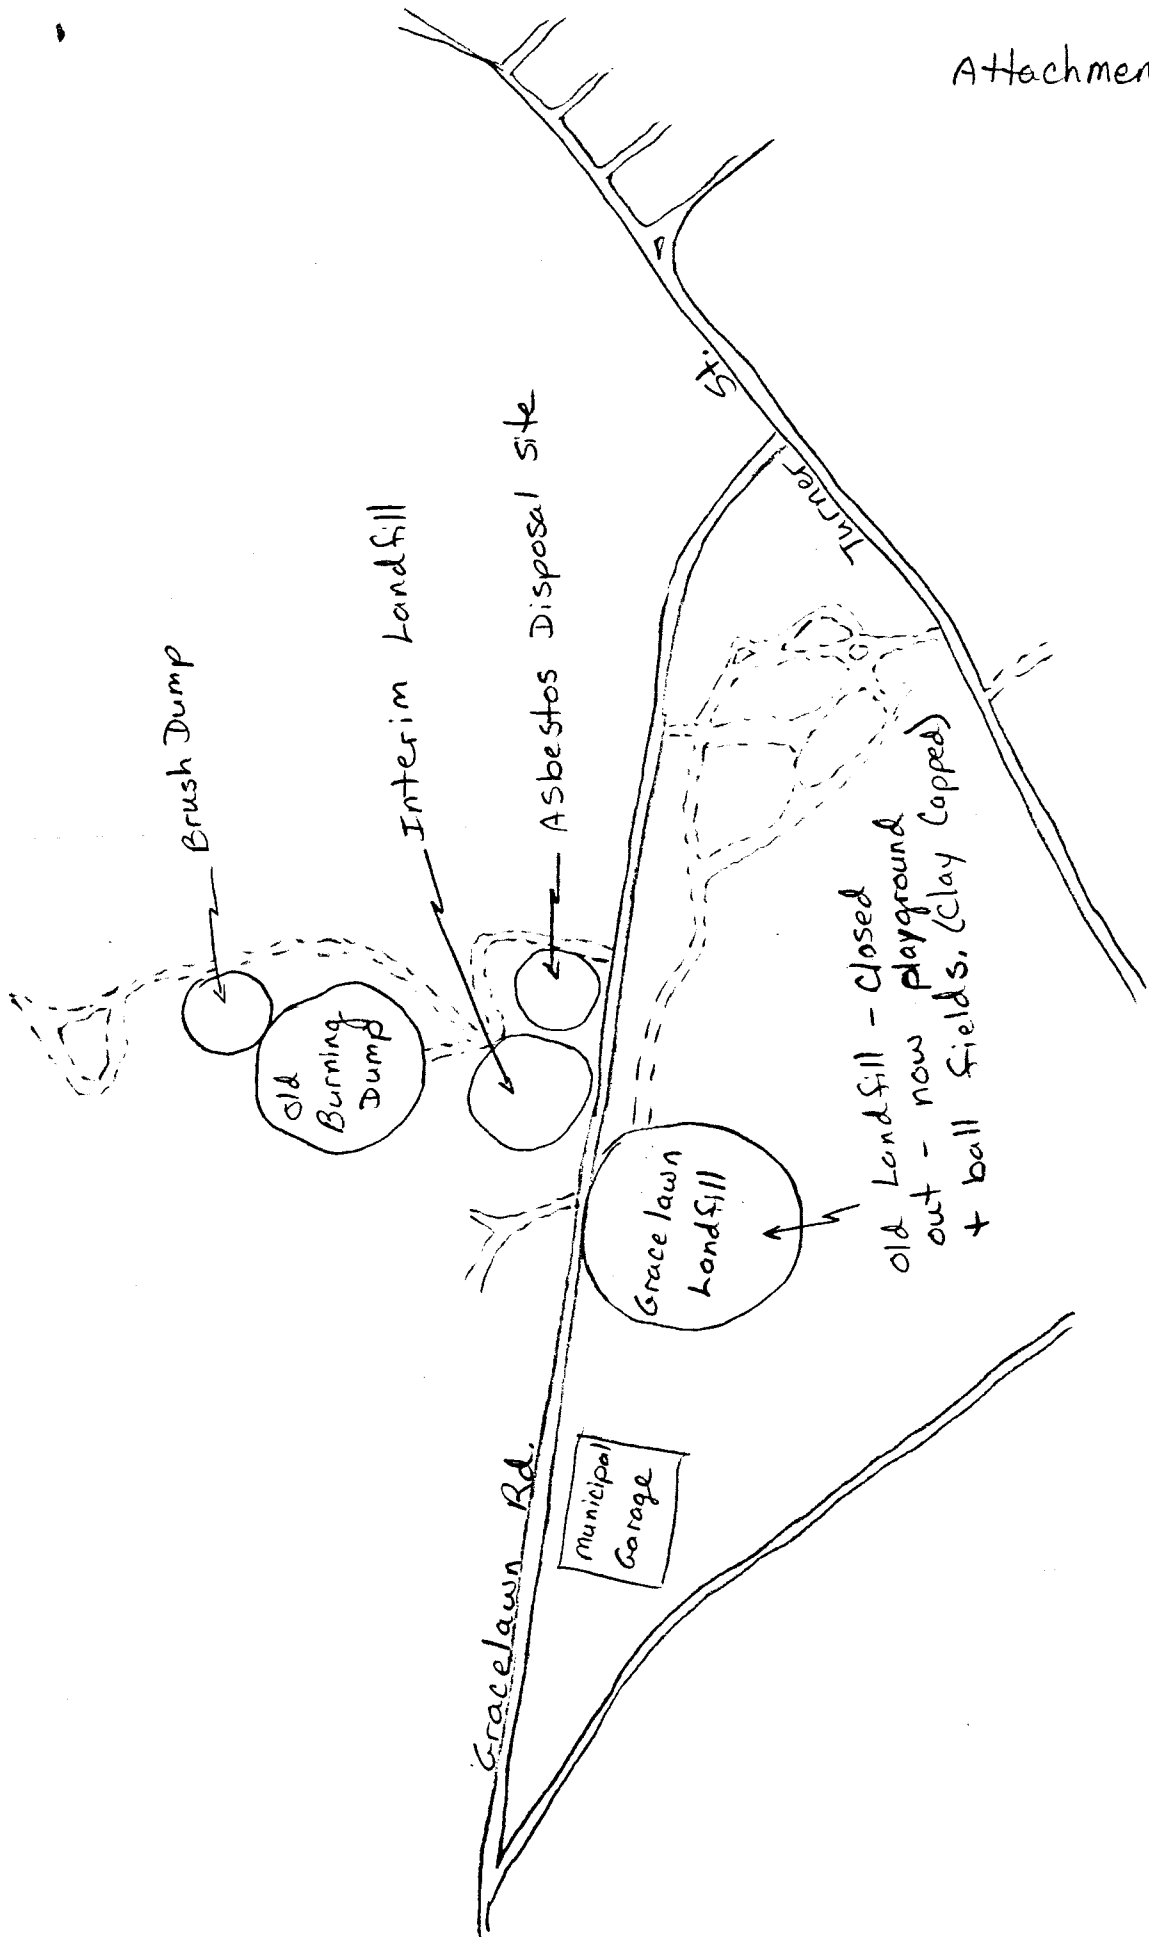 Attachmen
Brush Dump
Interim Landfill
Asbestos Disposal Site
Old
Burning
Dump
Turner St.
Gracelawn Rd.
Gracelawn
Landfill
Municipal
Garage
Old Landfill - Closed
out - now playground
+ ball fields. (Clay Capped)